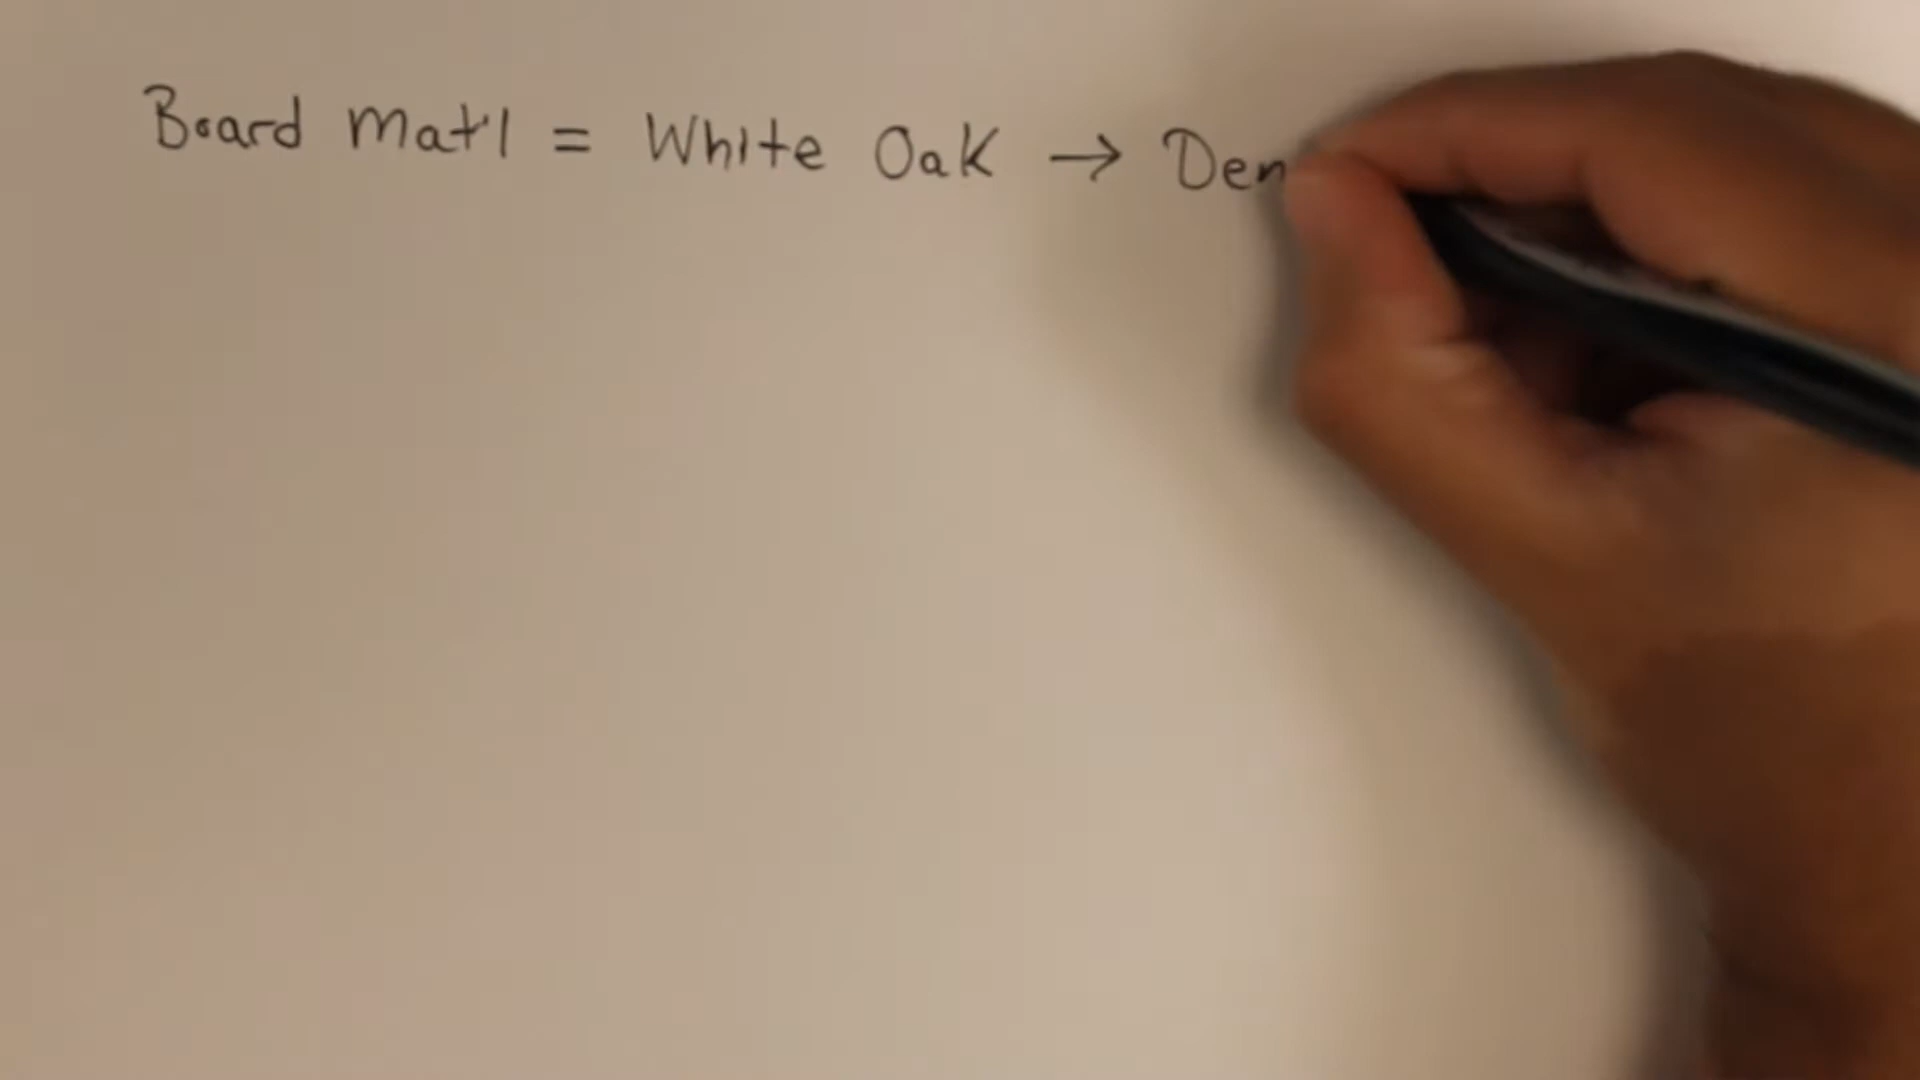 Board Mat'l = White Oak → Den